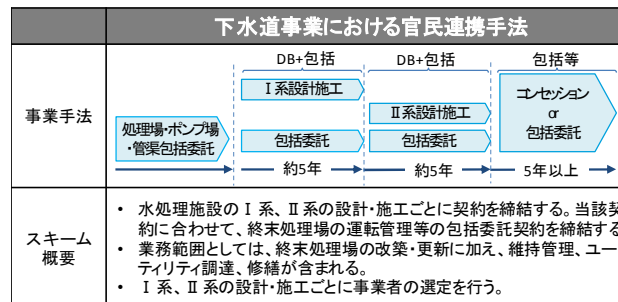 下水道事業における官民連携手法
事業手法
DB+包括
DB+包括
包括等
Ⅰ系設計施工
Ⅱ系設計施工
コンセッション
or
包括委託
処理場・ポンプ場
・管渠包括委託
包括委託
包括委託
約5年
約5年
5年以上
スキーム
概要
• 水処理施設のⅠ系、Ⅱ系の設計・施工ごとに契約を締結する。当該契
約に合わせて、終末処理場の運転管理等の包括委託契約を締結する
• 業務範囲としては、終末処理場の改築・更新に加え、維持管理、ユー
ティリティ調達、修繕が含まれる。
• Ⅰ系、Ⅱ系の設計・施工ごとに事業者の選定を行う。